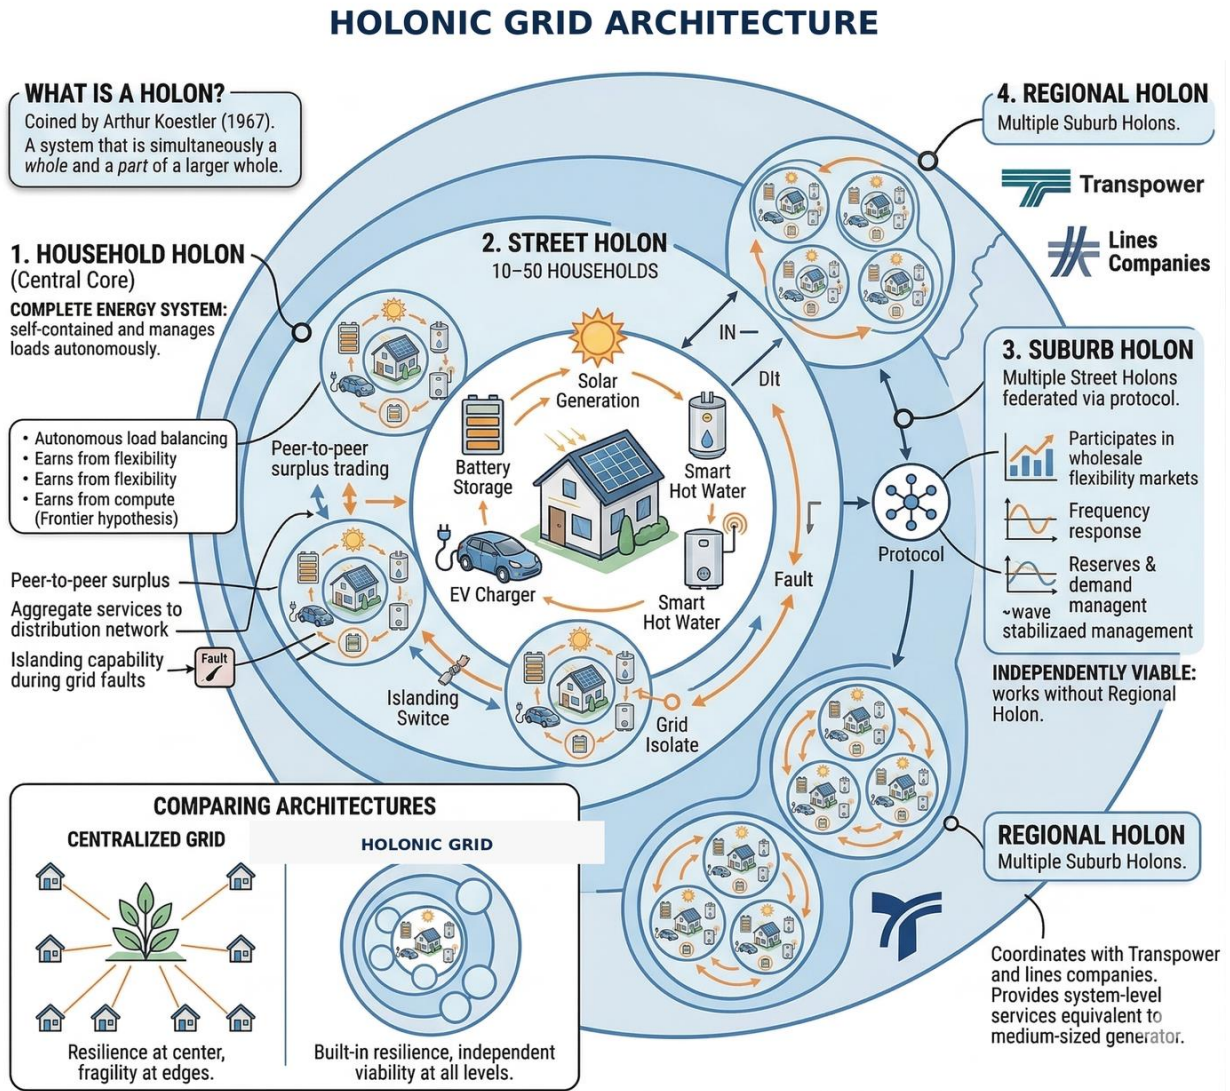 HOLONIC GRID ARCHITECTURE
WHAT IS A HOLON?
Coined by Arthur Koestler (1967).
A system that is simultaneously a
whole and a part of a larger whole.
4. REGIONAL HOLON
Multiple Suburb Holons.
Transpower
Lines
Companies
1. HOUSEHOLD HOLON
(Central Core)
COMPLETE ENERGY SYSTEM:
self-contained and manages
loads autonomously.
• Autonomous load balancing
• Earns from flexibility
• Earns from flexibility
• Earns from compute
(Frontier hypothesis)
2. STREET HOLON
10–50 HOUSEHOLDS
IN
DIt
Solar
Generation
Battery
Storage
Smart
Hot Water
EV Charger
Smart
Hot Water
Peer-to-peer
surplus trading
Fault
Islanding
Switce
Grid
Isolate
Peer-to-peer surplus
Aggregate services to
distribution network
Islanding capability
during grid faults
Fault
Protocol
3. SUBURB HOLON
Multiple Street Holons
federated via protocol.
Participates in
wholesale
flexibility markets
Frequency
response
Reserves &
demand
managent
~wave
stabilizaed management
INDEPENDENTLY VIABLE:
works without Regional
Holon.
REGIONAL HOLON
Multiple Suburb Holons.
Coordinates with Transpower
and lines companies.
Provides system-level
services equivalent to
medium-sized generator.
COMPARING ARCHITECTURES
CENTRALIZED GRID
Resilience at center,
fragility at edges.
HOLONIC GRID
Built-in resilience, independent
viability at all levels.